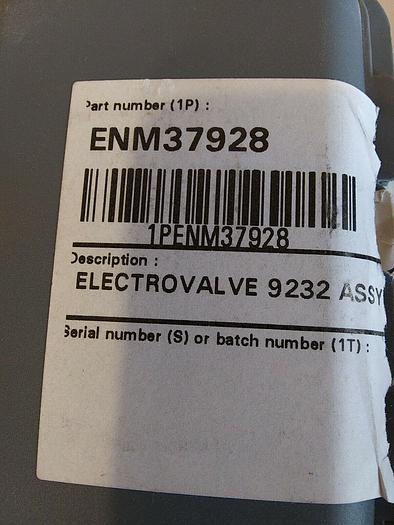 Part number (1P) :
ENM37928
1PENM37928
Description :
ELECTROVALVE 9232 ASSY
Serial number (S) or batch number (1T) :